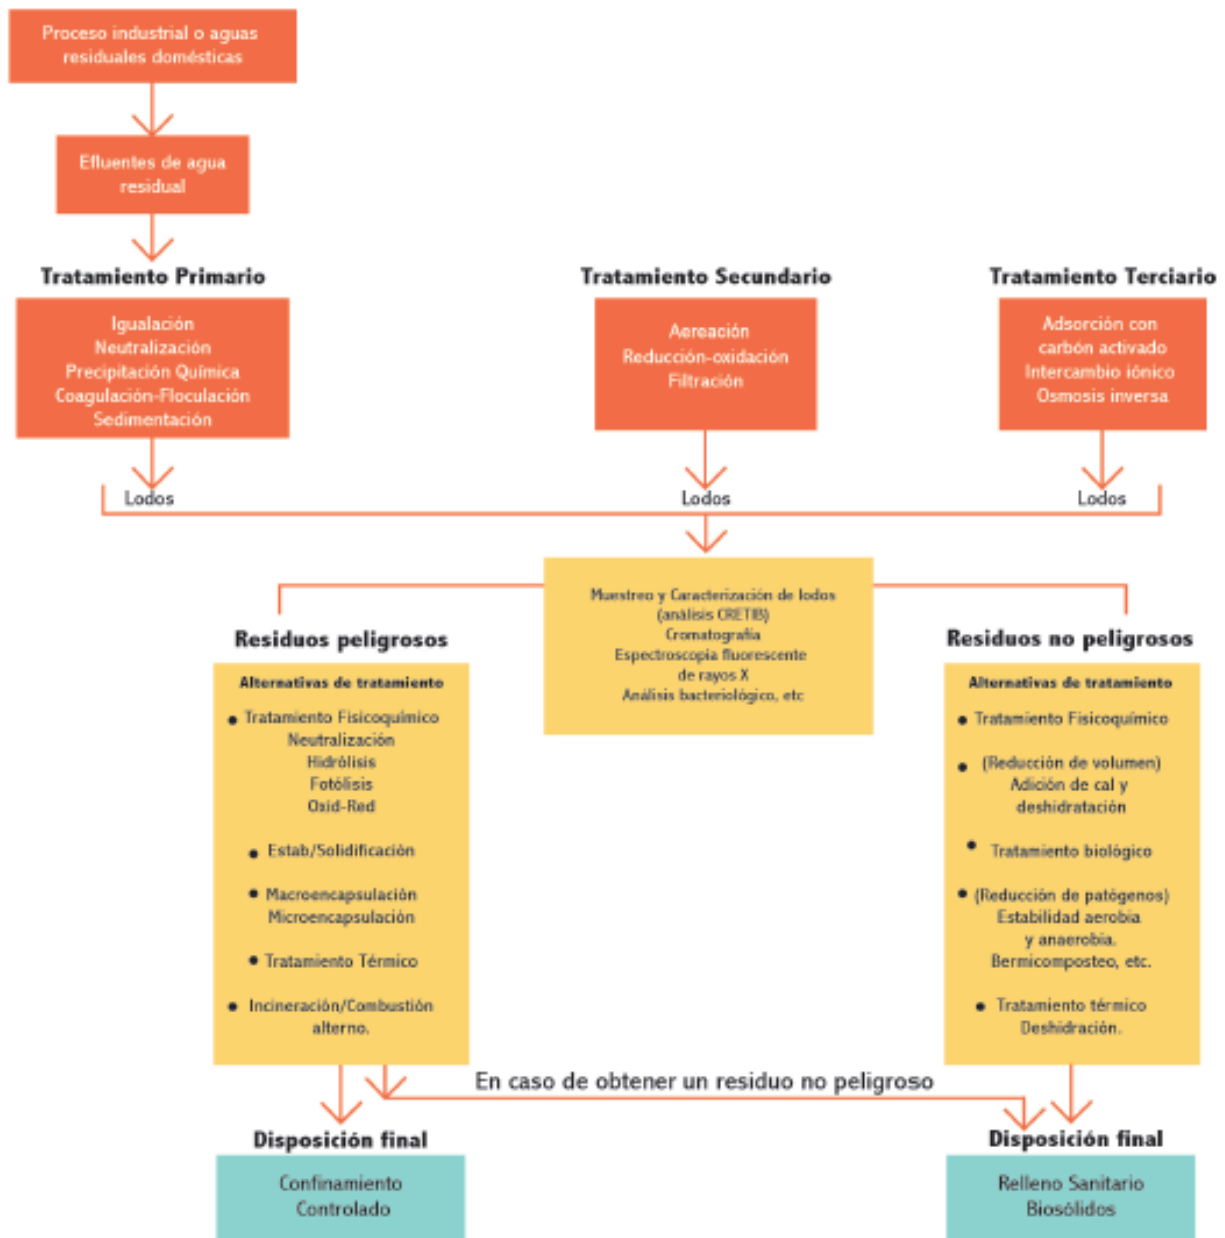 Proceso industrial o aguas
residuales domésticas
Efluentes de agua
residual
Tratamiento Primario
Igualación
Neutralización
Precipitación Química
Coagulación-Floculación
Sedimentación
Lodos
Tratamiento Secundario
Aereación
Reducción-oxidación
Filtración
Lodos
Tratamiento Terciario
Adsorción con
carbón activado
Intercambio iónico
Osmosis inversa
Lodos
Muestreo y Caracterización de lodos
(análisis CRETIB)
Cromatografía
Espectroscopia fluorescente
de rayos X
Análisis bacteriológico, etc
Residuos peligrosos
Alternativas de tratamiento
• Tratamiento Fisicoquímico
Neutralización
Hidrólisis
Fotólisis
Oxid-Red
• Estab/Solidificación
• Macroencapsulación
Microencapsulación
• Tratamiento Térmico
• Incineración/Combustión
alterno.
Residuos no peligrosos
Alternativas de tratamiento
• Tratamiento Fisicoquímico
• (Reducción de volumen)
Adición de cal y
deshidratación
• Tratamiento biológico
• (Reducción de patógenos)
Estabilidad aerobia
y anaerobia.
Bermicomposteo, etc.
• Tratamiento térmico
Deshidración.
En caso de obtener un residuo no peligroso
Disposición final
Confinamiento
Controlado
Disposición final
Relleno Sanitario
Biosólidos